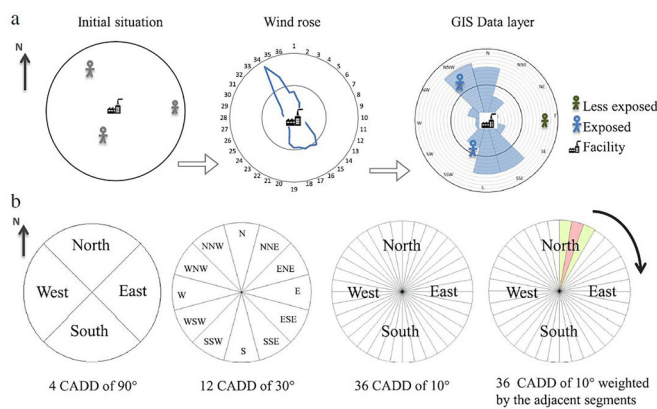 a
Initial situation
Wind rose
GIS Data layer
N
1
2
3
4
5
6
7
8
9
10
11
12
13
14
15
16
17
18
19
20
21
22
23
24
25
26
27
28
29
30
31
32
33
34
35
36
N
NE
E
SE
SSE
S
SW
W
NW
NNW
Less exposed
Exposed
Facility
b
N
North
West
East
South
4 CADD of 90°
N
NNE
ENE
E
ESE
SSE
S
SSW
WSW
W
WNW
NNW
12 CADD of 30°
North
West
East
South
36 CADD of 10°
North
West
East
South
36 CADD of 10° weighted
by the adjacent segments